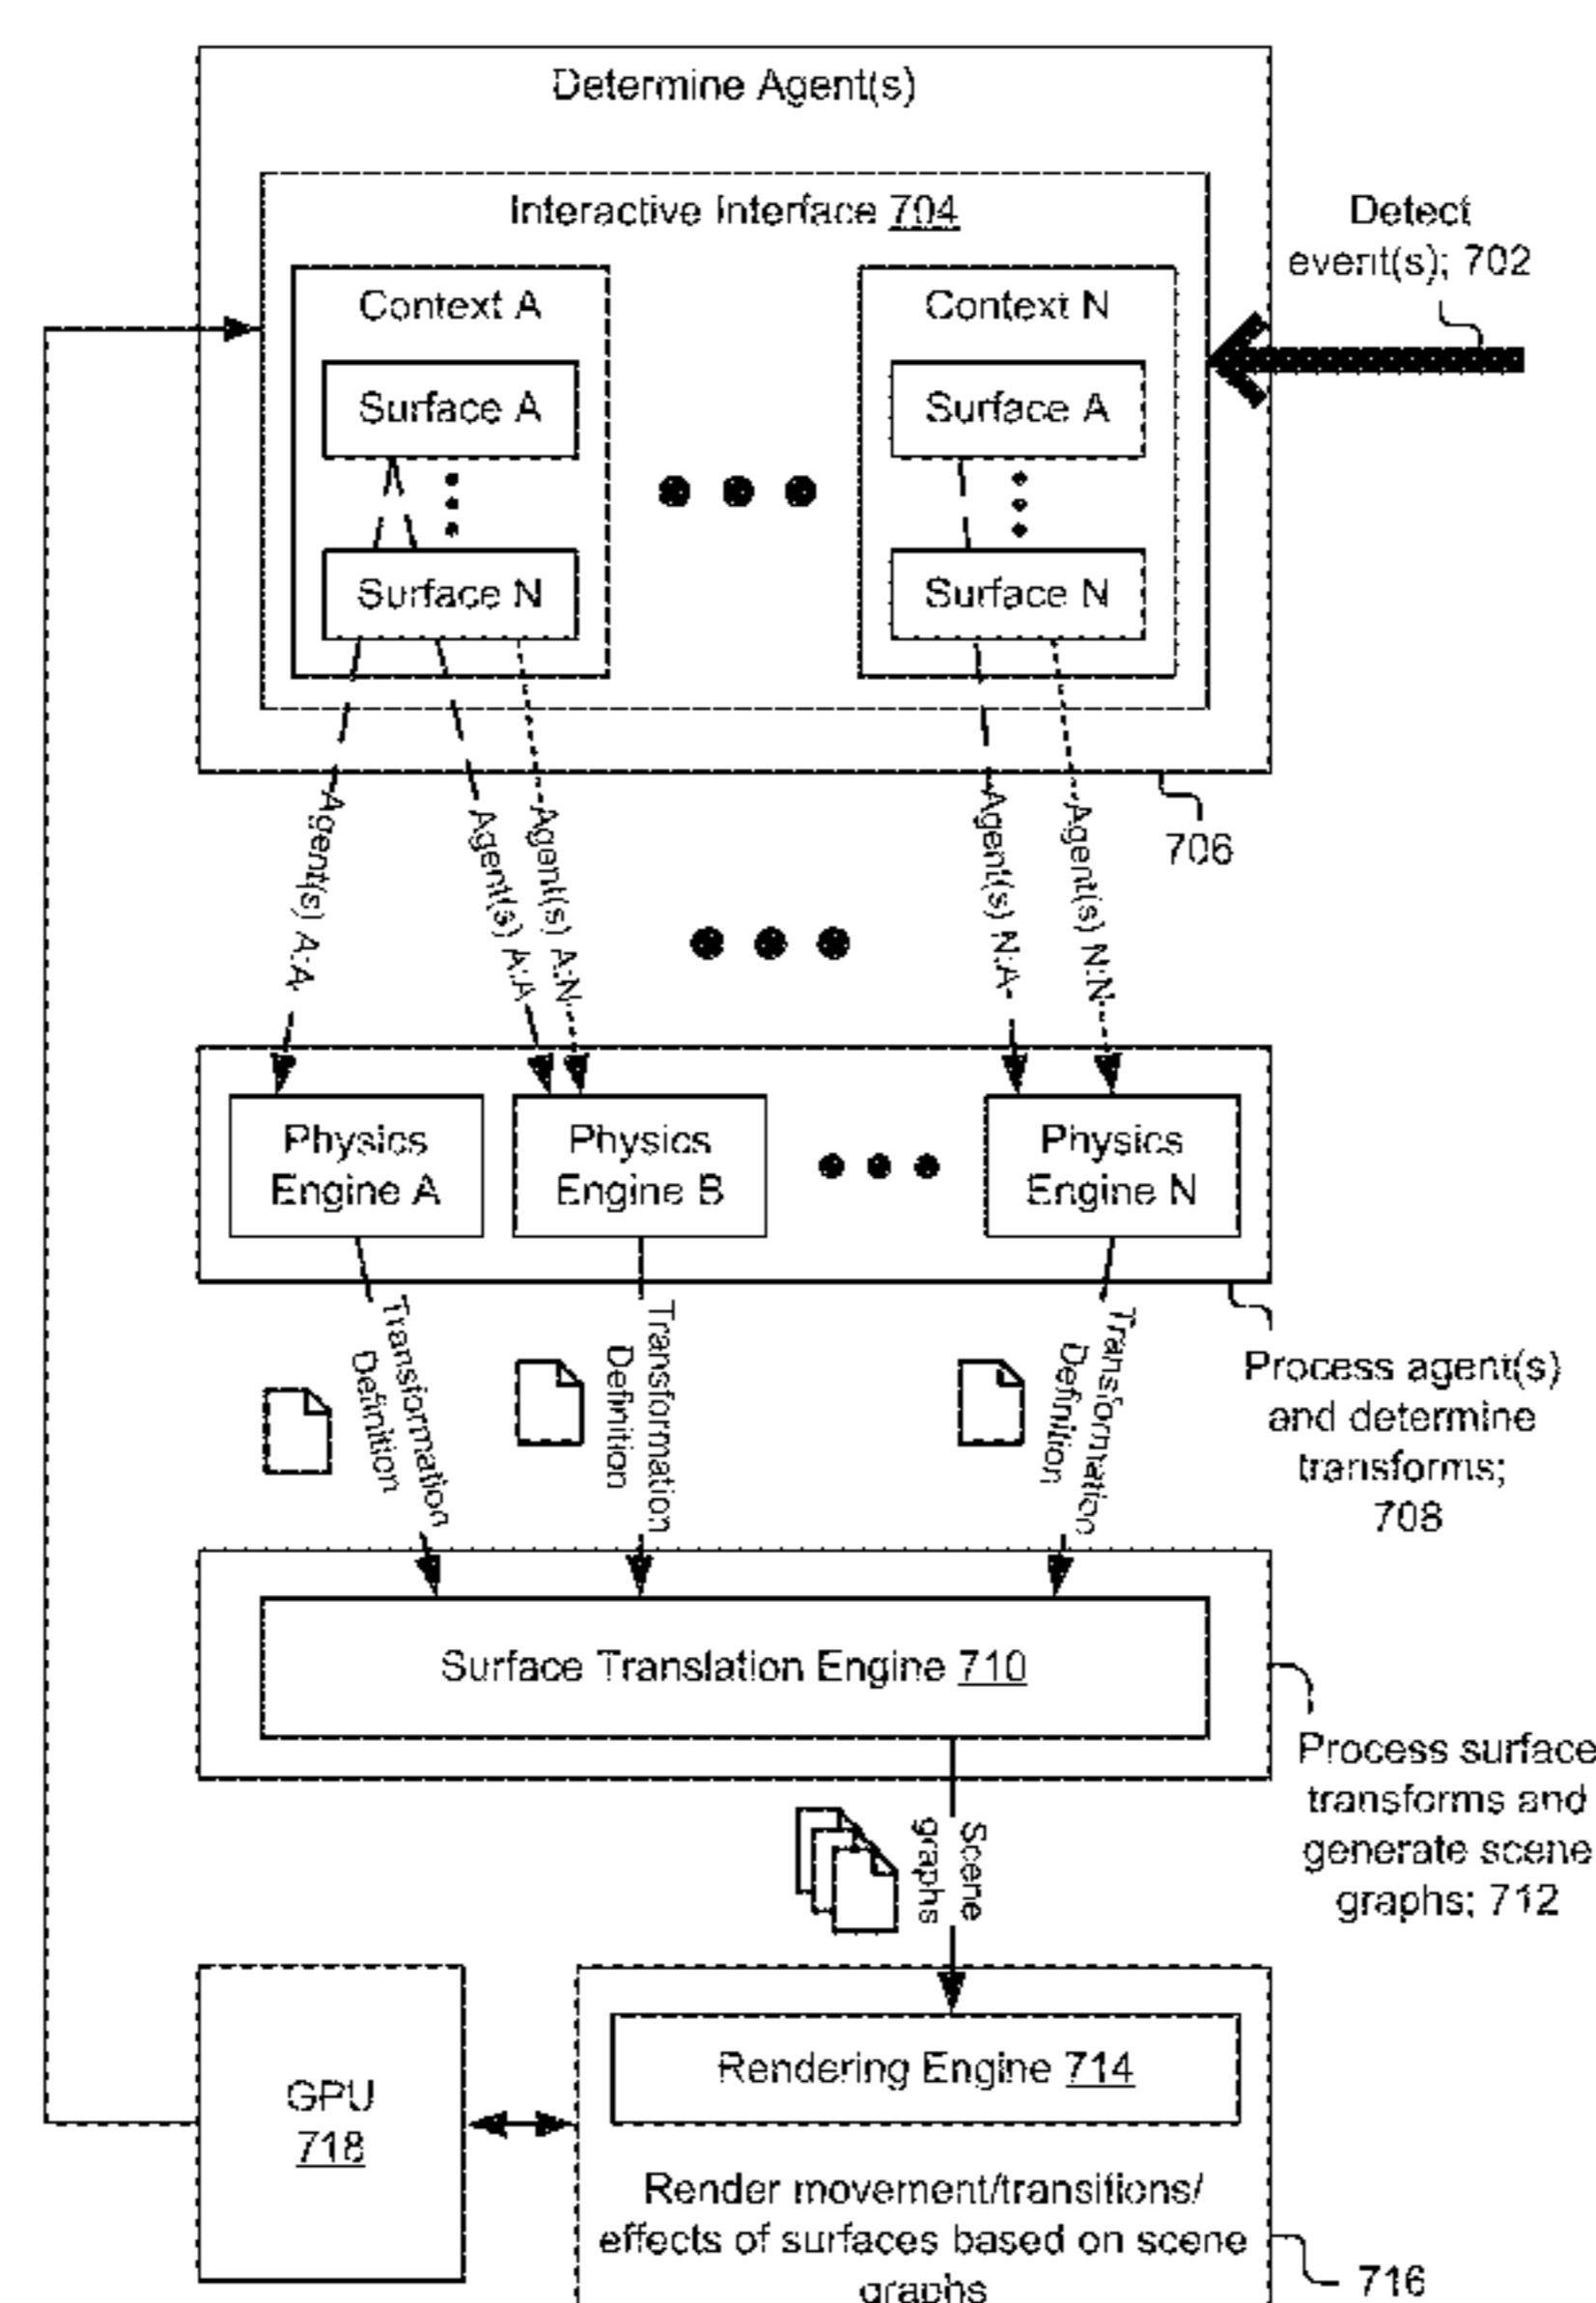 Determine Agent(s)
Interactive Interface 704
Detect
event(s); 702
Context A
Surface A
Surface N
Context N
Surface A
Surface N
706
Agent(s) A:A
Agent(s) A:A
Agent(s) A:N
Agent(s) N:A
Agent(s) N:N
Physics
Engine A
Physics
Engine B
Physics
Engine N
Process agent(s)
and determine
transforms;
708
Transformation
Definition
Transformation
Definition
Transformation
Definition
Surface Translation Engine 710
Process surface
transforms and
generate scene
graphs; 712
Scene
graphs
GPU
718
Rendering Engine 714
Render movement/transitions/
effects of surfaces based on scene
graphs
716